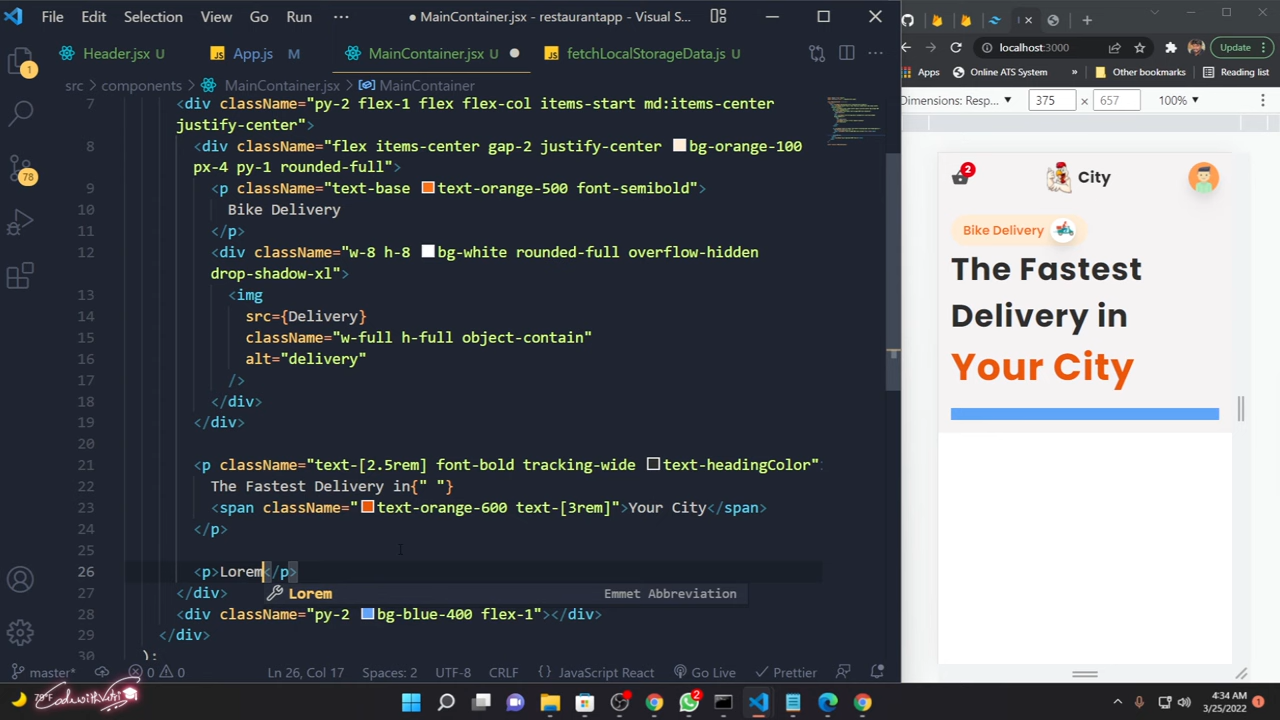 File Edit Selection View Go Run ··· ● MainContainer.jsx - restaurantapp - Visual S...
Header.jsx U App.js M MainContainer.jsx U ● fetchLocalStorageData.js U
src > components > MainContainer.jsx > MainContainer
7 <div className="py-2 flex-1 flex flex-col items-start md:items-center
justify-center">
8 <div className="flex items-center gap-2 justify-center bg-orange-100
px-4 py-1 rounded-full">
9 <p className="text-base text-orange-500 font-semibold">
10 Bike Delivery
11 </p>
12 <div className="w-8 h-8 bg-white rounded-full overflow-hidden
drop-shadow-xl">
13 <img
14 src={Delivery}
15 className="w-full h-full object-contain"
16 alt="delivery"
17 />
18 </div>
19 </div>
20
21 <p className="text-[2.5rem] font-bold tracking-wide text-headingColor"
22 The Fastest Delivery in{" "}
23 <span className="text-orange-600 text-[3rem]">Your City</span>
24 </p>
25
26 <p>Lorem</p>
Lorem Emmet Abbreviation
27 </div>
28 <div className="py-2 bg-blue-400 flex-1"></div>
29 </div>
30 );
1
78
master* 0 0 Ln 26, Col 17 Spaces: 2 UTF-8 CRLF {} JavaScript React Go Live Prettier
localhost:3000 Update
Apps Online ATS System » Other bookmarks Reading list
Dimensions: Resp... 375 × 657 100%
2 City
Bike Delivery
The Fastest
Delivery in
Your City
78°F
2
4:34 AM
3/25/2022
1